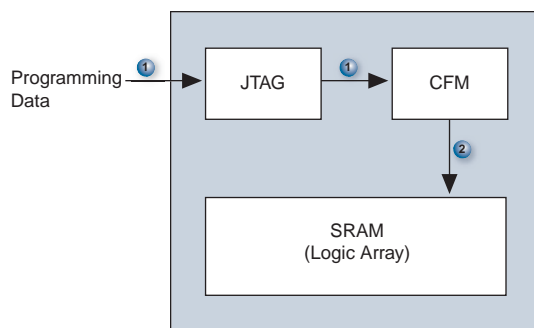 1
1
Programming
Data
JTAG
CFM
2
SRAM
(Logic Array)